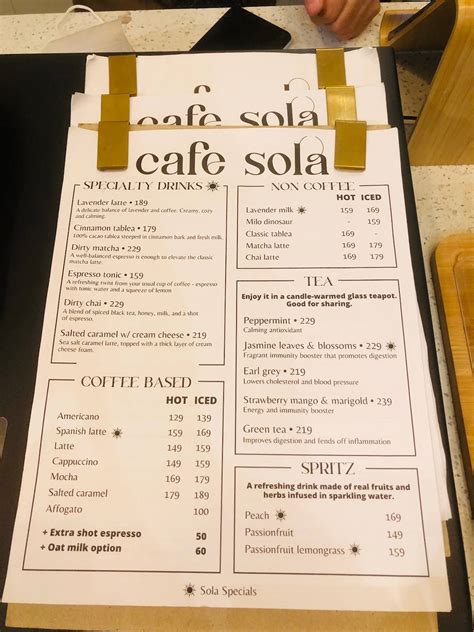 cafe sola
cafe sola
SPECIALTY DRINKS
Lavender latte • 189
A delicate balance of lavender and coffee. Creamy, cozy
and calming.
Cinnamon tablea • 179
100% cacao tablea steeped in cinnamon bark and fresh milk.
Dirty matcha • 229
A well-balanced espresso is enough to elevate the classic
matcha latte.
Espresso tonic • 159
A refreshing twist from your usual cup of coffee - espresso
with tonic water and a squeeze of lemon
Dirty chai • 229
A blend of spiced black tea, honey, milk, and a shot
of espresso.
Salted caramel w/ cream cheese • 219
Sea salt caramel latte, topped with a thick layer of cream
cheese foam.
COFFEE BASED
HOT ICED
Americano 129 139
Spanish latte 159 169
Latte 149 159
Cappuccino 149 159
Mocha 169 179
Salted caramel 179 189
Affogato 100
+ Extra shot espresso 50
+ Oat milk option 60
NON COFFEE
HOT ICED
Lavender milk 159 169
Milo dinosaur - 159
Classic tablea 169 -
Matcha latte 169 179
Chai latte 169 179
TEA
Enjoy it in a candle-warmed glass teapot.
Good for sharing.
Peppermint • 229
Calming antioxidant
Jasmine leaves & blossoms • 229
Fragrant immunity booster that promotes digestion
Earl grey • 219
Lowers cholesterol and blood pressure
Strawberry mango & marigold • 239
Energy and immunity booster
Green tea • 219
Improves digestion and fends off inflammation
SPRITZ
A refreshing drink made of real fruits and
herbs infused in sparkling water.
Peach 169
Passionfruit 149
Passionfruit lemongrass 159
Sola Specials